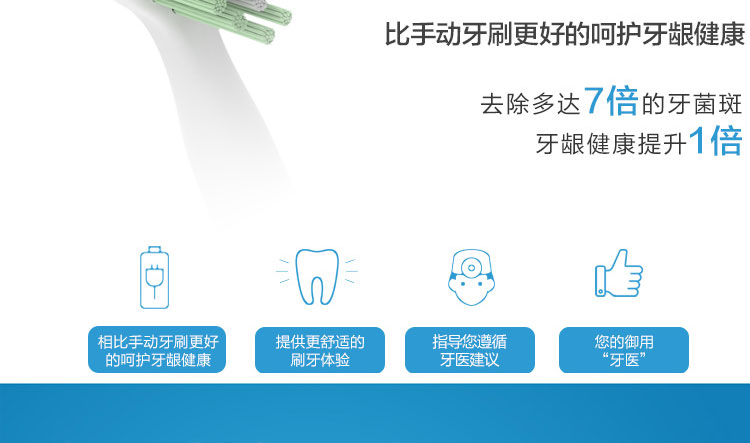 比手动牙刷更好的呵护牙龈健康
去除多达7倍的牙菌斑
牙龈健康提升1倍
相比手动牙刷更好
的呵护牙龈健康
提供更舒适的
刷牙体验
指导您遵循
牙医建议
您的御用
“牙医”